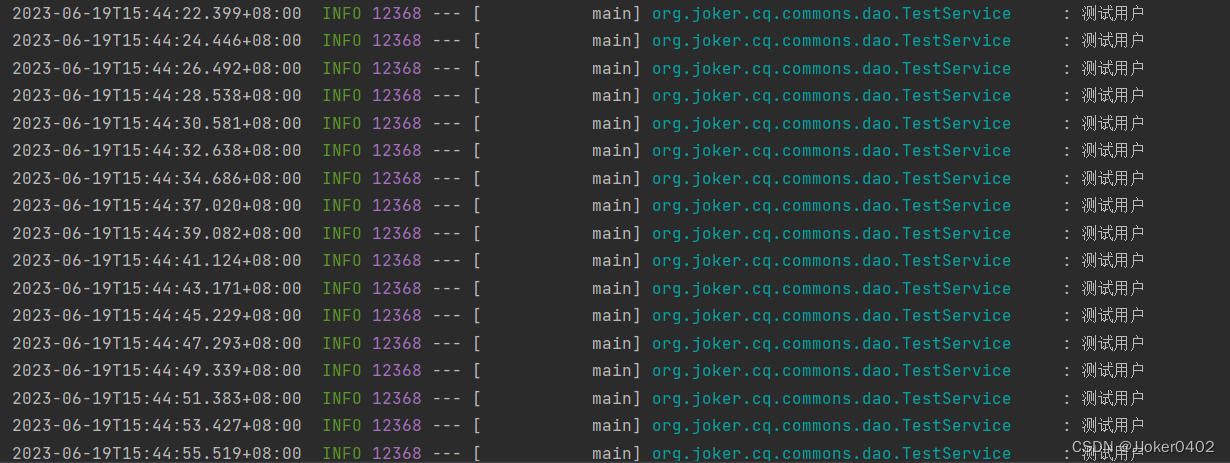 2023-06-19T15:44:22.399+08:00  INFO 12368 --- [           main] org.joker.cq.commons.dao.TestService     : 测试用户
2023-06-19T15:44:24.446+08:00  INFO 12368 --- [           main] org.joker.cq.commons.dao.TestService     : 测试用户
2023-06-19T15:44:26.492+08:00  INFO 12368 --- [           main] org.joker.cq.commons.dao.TestService     : 测试用户
2023-06-19T15:44:28.538+08:00  INFO 12368 --- [           main] org.joker.cq.commons.dao.TestService     : 测试用户
2023-06-19T15:44:30.581+08:00  INFO 12368 --- [           main] org.joker.cq.commons.dao.TestService     : 测试用户
2023-06-19T15:44:32.638+08:00  INFO 12368 --- [           main] org.joker.cq.commons.dao.TestService     : 测试用户
2023-06-19T15:44:34.686+08:00  INFO 12368 --- [           main] org.joker.cq.commons.dao.TestService     : 测试用户
2023-06-19T15:44:37.020+08:00  INFO 12368 --- [           main] org.joker.cq.commons.dao.TestService     : 测试用户
2023-06-19T15:44:39.082+08:00  INFO 12368 --- [           main] org.joker.cq.commons.dao.TestService     : 测试用户
2023-06-19T15:44:41.124+08:00  INFO 12368 --- [           main] org.joker.cq.commons.dao.TestService     : 测试用户
2023-06-19T15:44:43.171+08:00  INFO 12368 --- [           main] org.joker.cq.commons.dao.TestService     : 测试用户
2023-06-19T15:44:45.229+08:00  INFO 12368 --- [           main] org.joker.cq.commons.dao.TestService     : 测试用户
2023-06-19T15:44:47.293+08:00  INFO 12368 --- [           main] org.joker.cq.commons.dao.TestService     : 测试用户
2023-06-19T15:44:49.339+08:00  INFO 12368 --- [           main] org.joker.cq.commons.dao.TestService     : 测试用户
2023-06-19T15:44:51.383+08:00  INFO 12368 --- [           main] org.joker.cq.commons.dao.TestService     : 测试用户
2023-06-19T15:44:53.427+08:00  INFO 12368 --- [           main] org.joker.cq.commons.dao.TestService     : 测试用户
2023-06-19T15:44:55.519+08:00  INFO 12368 --- [           main] org.joker.cq.commons.dao.TestService     : 测试用户
CSDN @JJoker0402